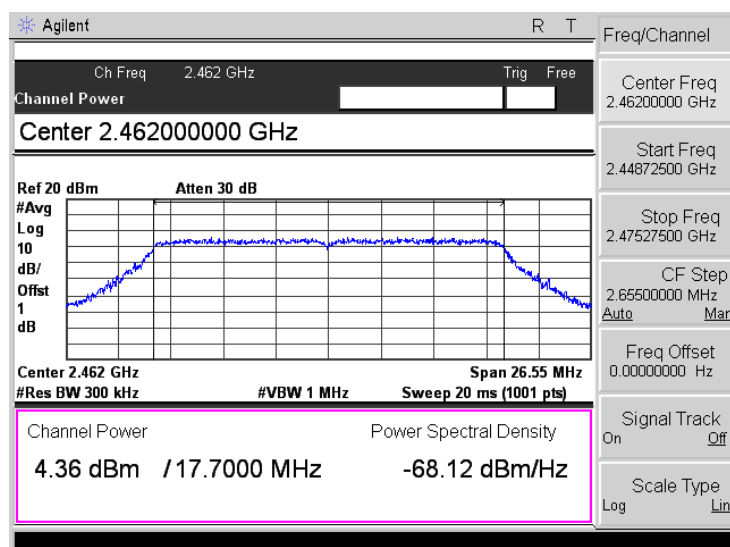 Agilent R T
Ch Freq 2.462 GHz Trig Free
Channel Power
Center 2.462000000 GHz
Ref 20 dBm Atten 30 dB
#Avg
Log
10
dB/
Offst
1
dB
Center 2.462 GHz Span 26.55 MHz
#Res BW 300 kHz #VBW 1 MHz Sweep 20 ms (1001 pts)
Channel Power Power Spectral Density
4.36 dBm /17.7000 MHz -68.12 dBm/Hz
Freq/Channel
Center Freq
2.46200000 GHz
Start Freq
2.44872500 GHz
Stop Freq
2.47527500 GHz
CF Step
2.65500000 MHz
Auto Man
Freq Offset
0.00000000 Hz
Signal Track
On Off
Scale Type
Log Lin